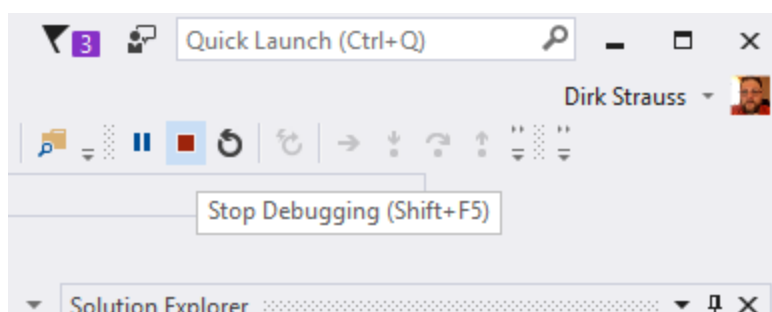 3
Quick Launch (Ctrl+Q)
Dirk Strauss
Stop Debugging (Shift+F5)
Solution Explorer